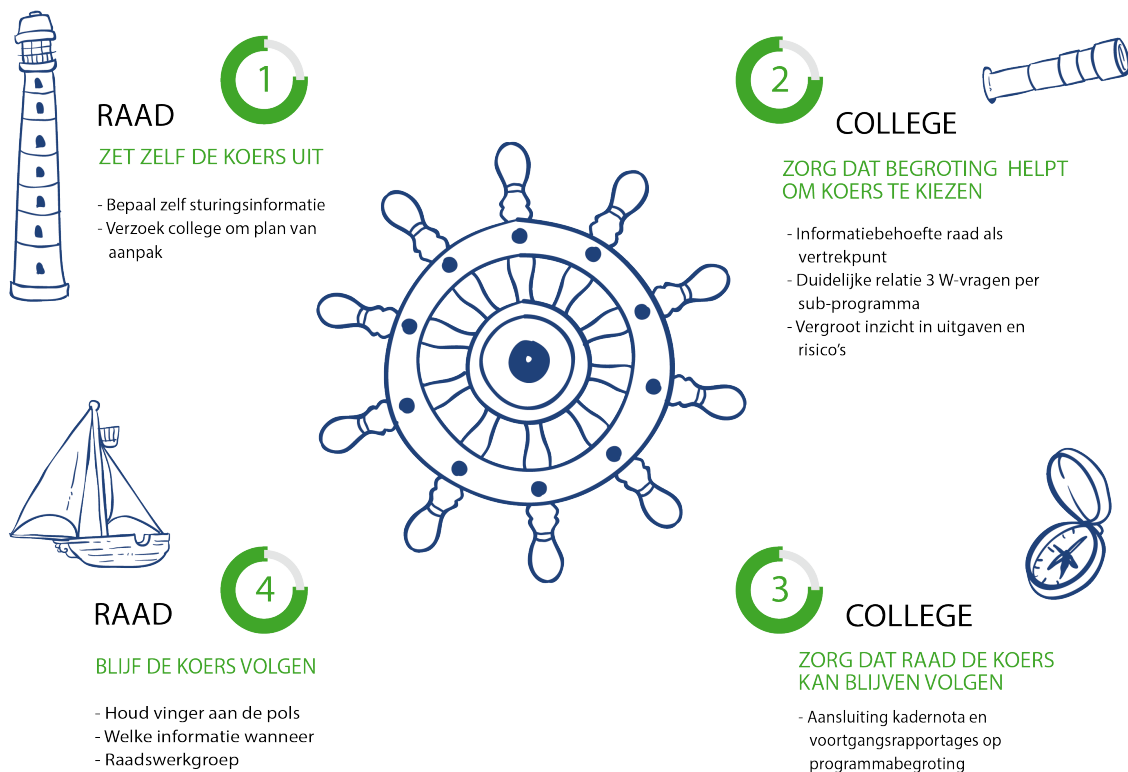 1
RAAD
ZET ZELF DE KOERS UIT
- Bepaal zelf sturingsinformatie
- Verzoek college om plan van
aanpak
2
COLLEGE
ZORG DAT BEGROTING HELPT
OM KOERS TE KIEZEN
- Informatiebehoefte raad als
vertrekpunt
- Duidelijke relatie 3 W-vragen per
sub-programma
- Vergroot inzicht in uitgaven en
risico's
3
COLLEGE
ZORG DAT RAAD DE KOERS
KAN BLIJVEN VOLGEN
- Aansluiting kadernota en
voortgangsrapportages op
programmabegroting
4
RAAD
BLIJF DE KOERS VOLGEN
- Houd vinger aan de pols
- Welke informatie wanneer
- Raadswerkgroep